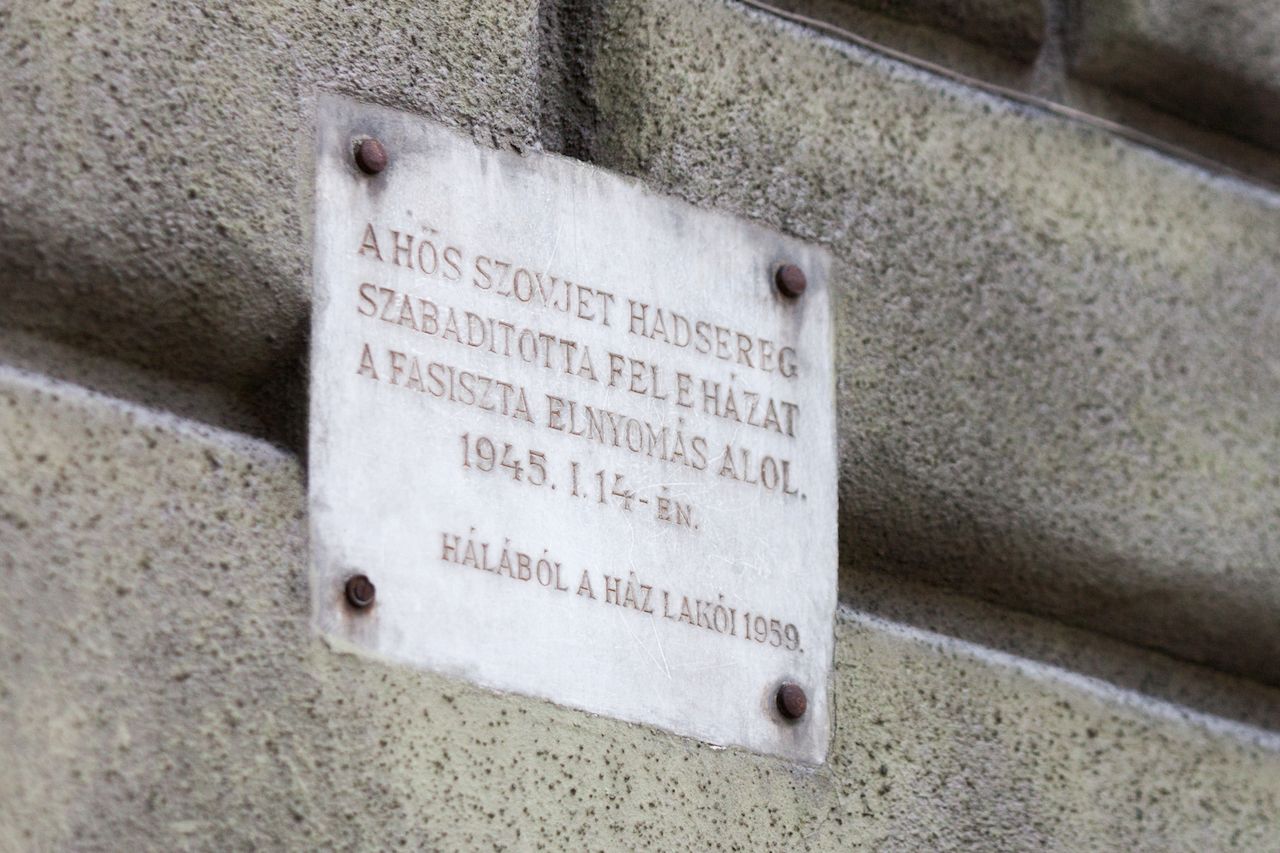 A HŐS SZOVJET HADSEREG
SZABADITOTTA FEL E HÁZAT
A FASISZTA ELNYOMÁS ALOL.
1945. I. 14-ÉN.
HÁLÁBÓL A HÁZ LAKÓI 1959.